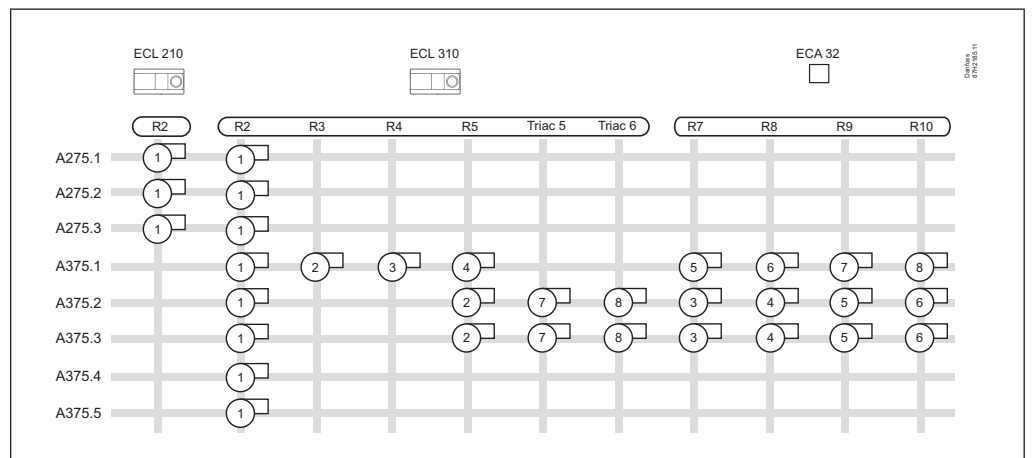 ECL 210 ECL 310 ECA 32
Danfoss
87H2185.11
R2 R2 R3 R4 R5 Triac 5 Triac 6 R7 R8 R9 R10
A275.1 1 1
A275.2 1 1
A275.3 1 1
A375.1 1 2 3 4 5 6 7 8
A375.2 1 2 7 8 3 4 5 6
A375.3 1 2 7 8 3 4 5 6
A375.4 1
A375.5 1